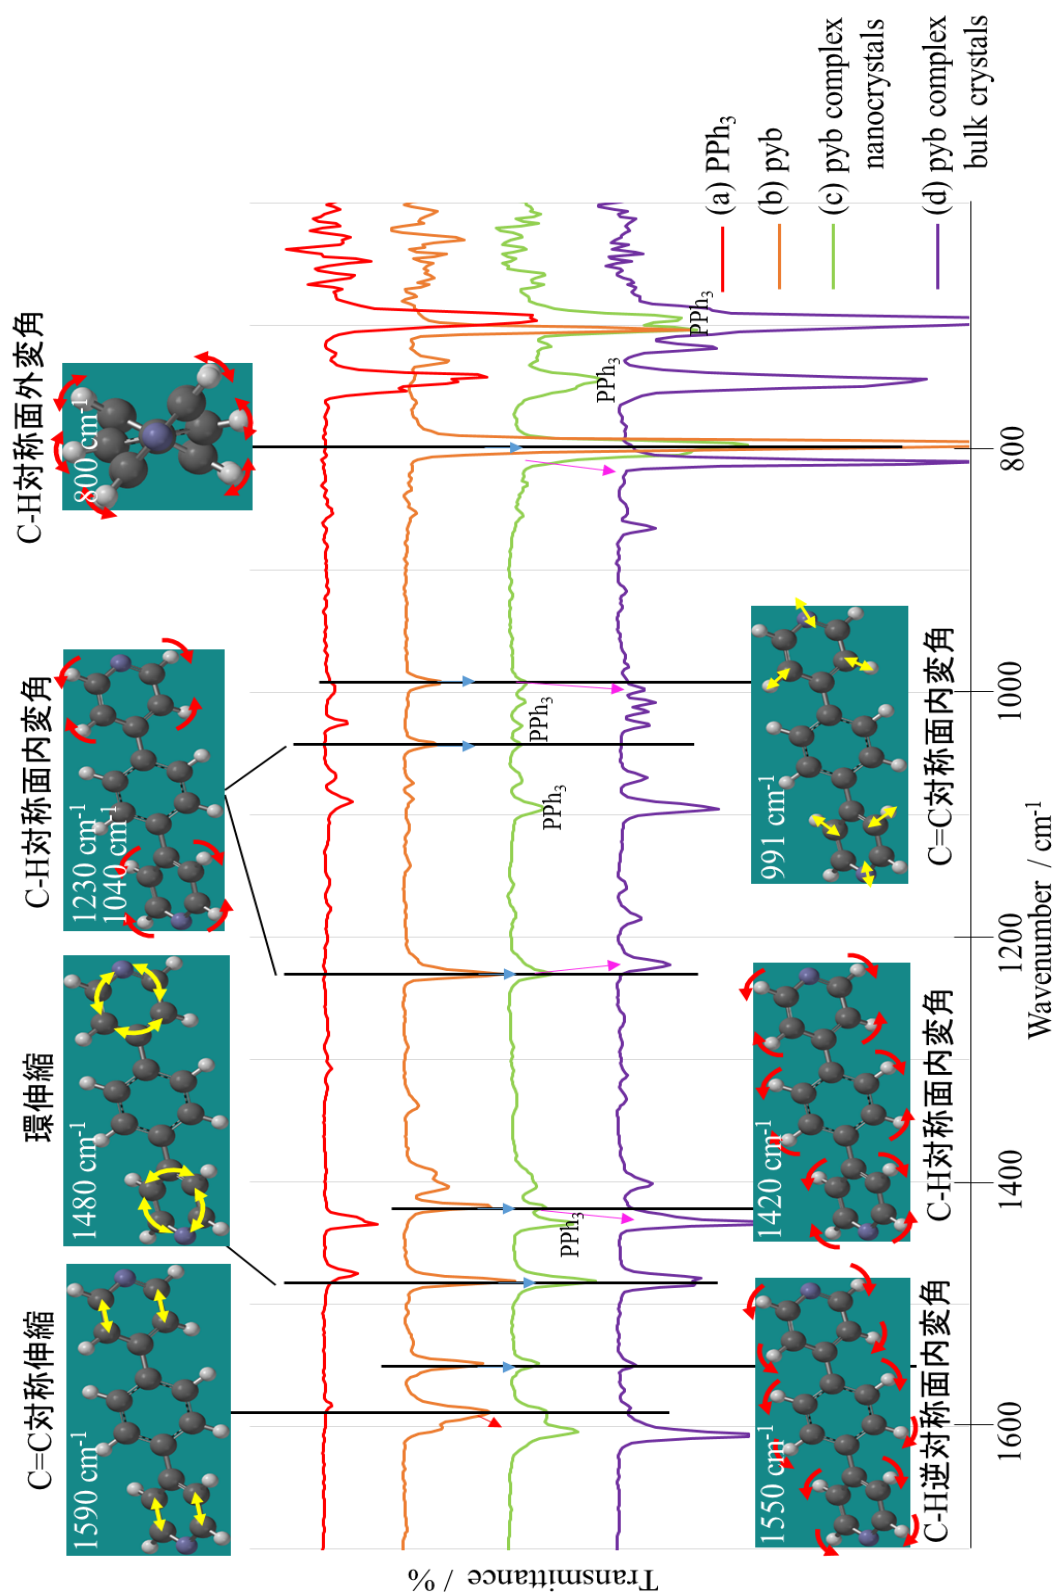 C=C対称伸縮
環伸縮
C-H対称面内変角
C-H対称面外変角
1590 cm-1
1480 cm-1
1230 cm-1
1040 cm-1
800 cm-1
PPh3
PPh3
PPh3
PPh3
PPh3
(a) PPh3
(b) pyb
(c) pyb complex
nanocrystals
(d) pyb complex
bulk crystals
Transmittance / %
1550 cm-1
1420 cm-1
991 cm-1
C-H逆対称面内変角
C-H対称面内変角
C=C対称面内変角
1600
1400
1200
1000
800
Wavenumber / cm-1